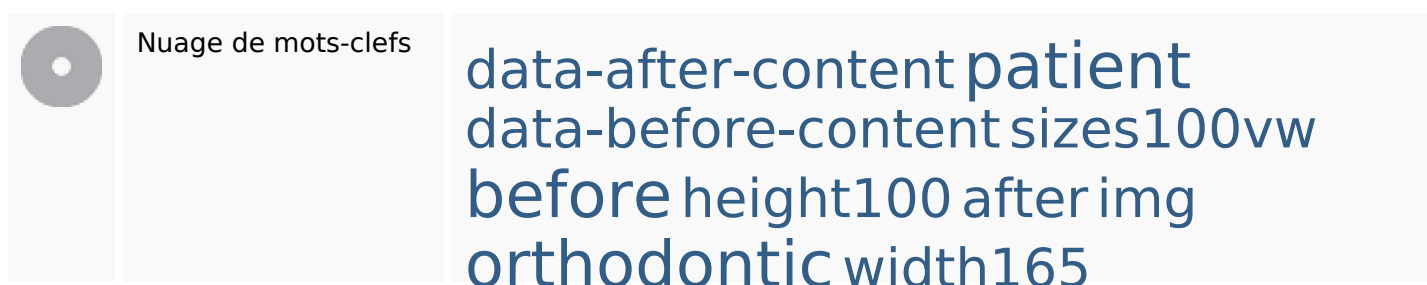 Nuage de mots-clefs
data-after-content patient
data-before-content sizes100vw
before height100 after img
orthodontic width165